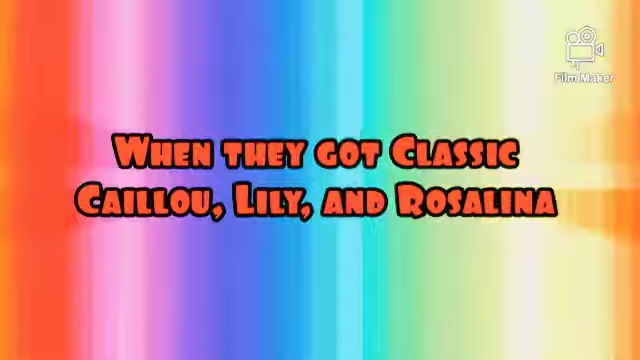 Film Maker
When they got Classic
Caillou, Lily, and Rosalina